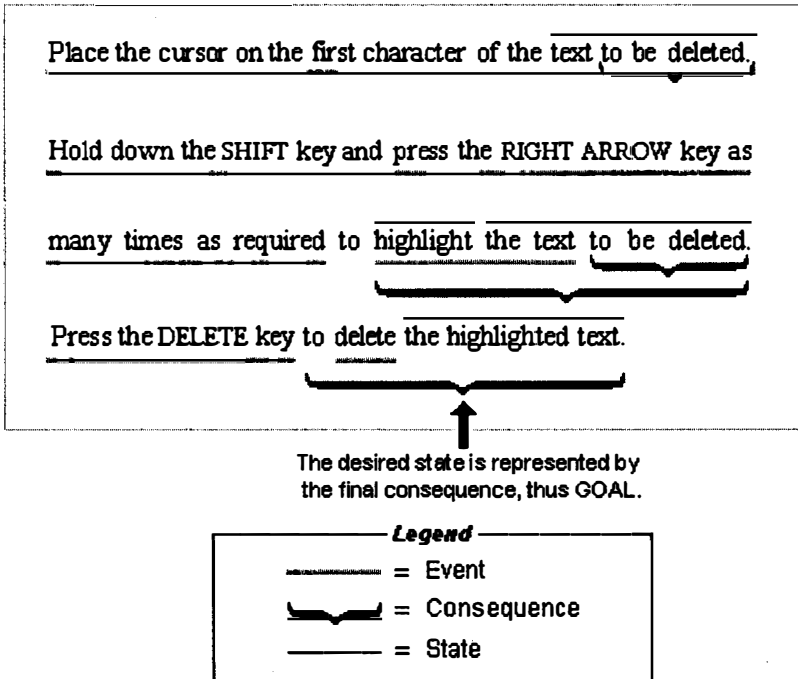 Place the cursor on the first character of the text to be deleted.
Hold down the SHIFT key and press the RIGHT ARROW key as
many times as required to highlight the text to be deleted.
Press the DELETE key to delete the highlighted text.
The desired state is represented by
the final consequence, thus GOAL.
Legend
= Event
= Consequence
= State